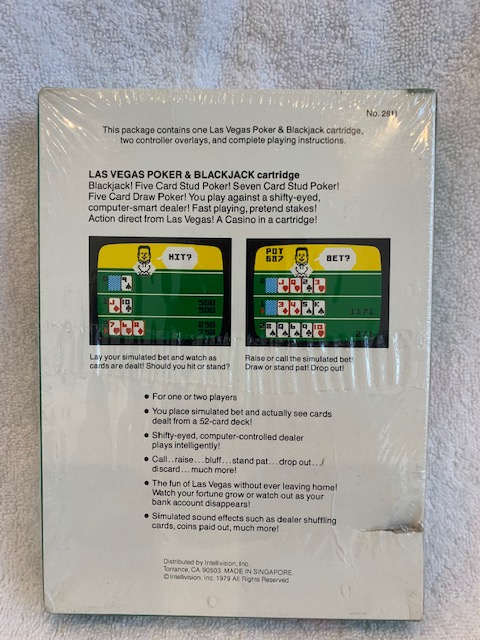 No. 2611
This package contains one Las Vegas Poker & Blackjack cartridge,
two controller overlays, and complete playing instructions.
LAS VEGAS POKER & BLACKJACK cartridge
Blackjack! Five Card Stud Poker! Seven Card Stud Poker!
Five Card Draw Poker! You play against a shifty-eyed,
computer-smart dealer! Fast playing, pretend stakes!
Action direct from Las Vegas! A Casino in a cartridge!
HIT?
POT
687
BET?
Lay your simulated bet and watch as
cards are dealt! Should you hit or stand?
Raise or call the simulated bet!
Draw or stand pat! Drop out!
• For one or two players
• You place simulated bet and actually see cards
dealt from a 52-card deck!
• Shifty-eyed, computer-controlled dealer
plays intelligently!
• Call...raise...bluff...stand pat...drop out...
discard...much more!
• The fun of Las Vegas without ever leaving home!
Watch your fortune grow or watch out as your
bank account disappears!
• Simulated sound effects such as dealer shuffling
cards, coins paid out, much more!
Distributed by Intellivision, Inc.
Torrance, CA. 90503. MADE IN SINGAPORE.
© Intellivision, Inc. 1979 All Rights Reserved